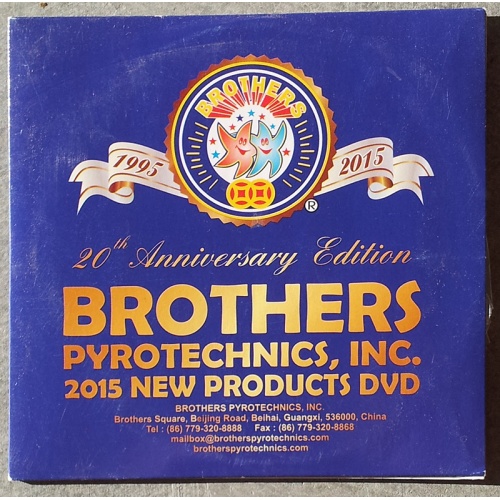 BROTHERS
1995
2015
®
20th Anniversary Edition
BROTHERS
PYROTECHNICS, INC.
2015 NEW PRODUCTS DVD
BROTHERS PYROTECHNICS, INC.
Brothers Square, Beijing Road, Beihai, Guangxi, 536000, China
Tel : (86) 779-320-8888 Fax : (86) 779-320-8868
mailbox@brotherspyrotechnics.com
brotherspyrotechnics.com